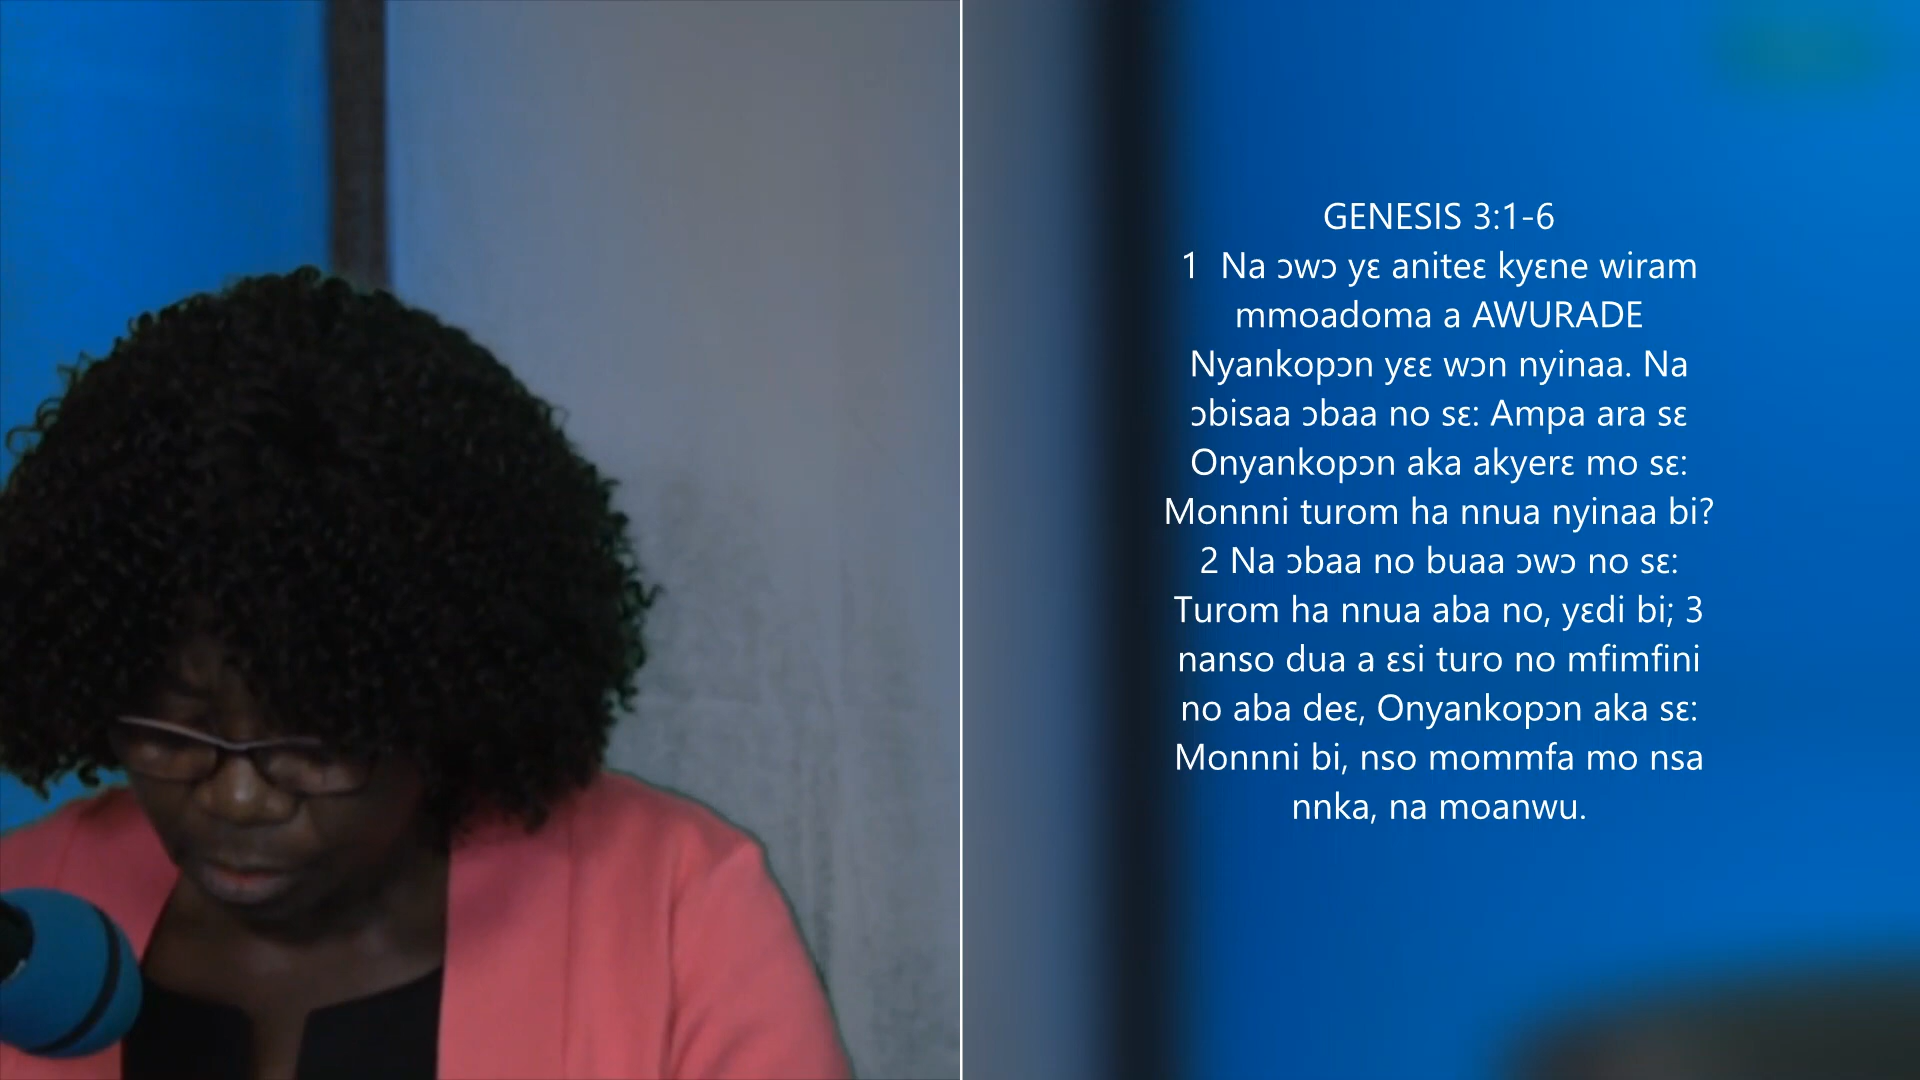 GENESIS 3:1-6
1 Na ɔwɔ yɛ aniteɛ kyɛne wiram
mmoadoma a AWURADE
Nyankopɔn yɛɛ wɔn nyinaa. Na
ɔbisaa ɔbaa no sɛ: Ampa ara sɛ
Onyankopɔn aka akyerɛ mo sɛ:
Monnni turom ha nnua nyinaa bi?
2 Na ɔbaa no buaa ɔwɔ no sɛ:
Turom ha nnua aba no, yɛdi bi; 3
nanso dua a ɛsi turo no mfimfini
no aba deɛ, Onyankopɔn aka sɛ:
Monnni bi, nso mommfa mo nsa
nnka, na moanwu.